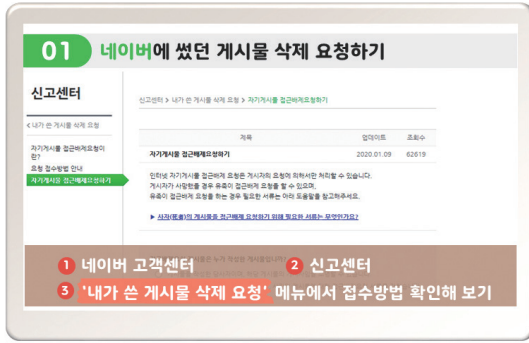 01 네이버에 썼던 게시물 삭제 요청하기
신고센터
신고센터 > 내가 쓴 게시물 삭제 요청 > 자기게시물 접근배제요청하기
< 내가 쓴 게시물 삭제 요청
제목 업데이트 조회수
자기게시물 접근배제요청이란?
자기게시물 접근배제요청하기 2020.01.09 62619
요청 접수방법 안내
자기게시물 접근배제요청하기
인터넷 자기게시물 접근배제 요청은 게시자의 요청에 의해서만 처리할 수 있습니다.
게시자가 사망했을 경우 유족이 접근배제 요청을 할 수 있으며,
유족이 접근배제 요청을 하는 경우 필요한 서류는 아래 도움말을 참고해주세요.
▶ 사자(死者)의 게시물을 접근배제 요청하기 위해 필요한 서류는 무엇인가요?
1 네이버 고객센터 2 신고센터
3 '내가 쓴 게시물 삭제 요청' 메뉴에서 접수방법 확인해 보기